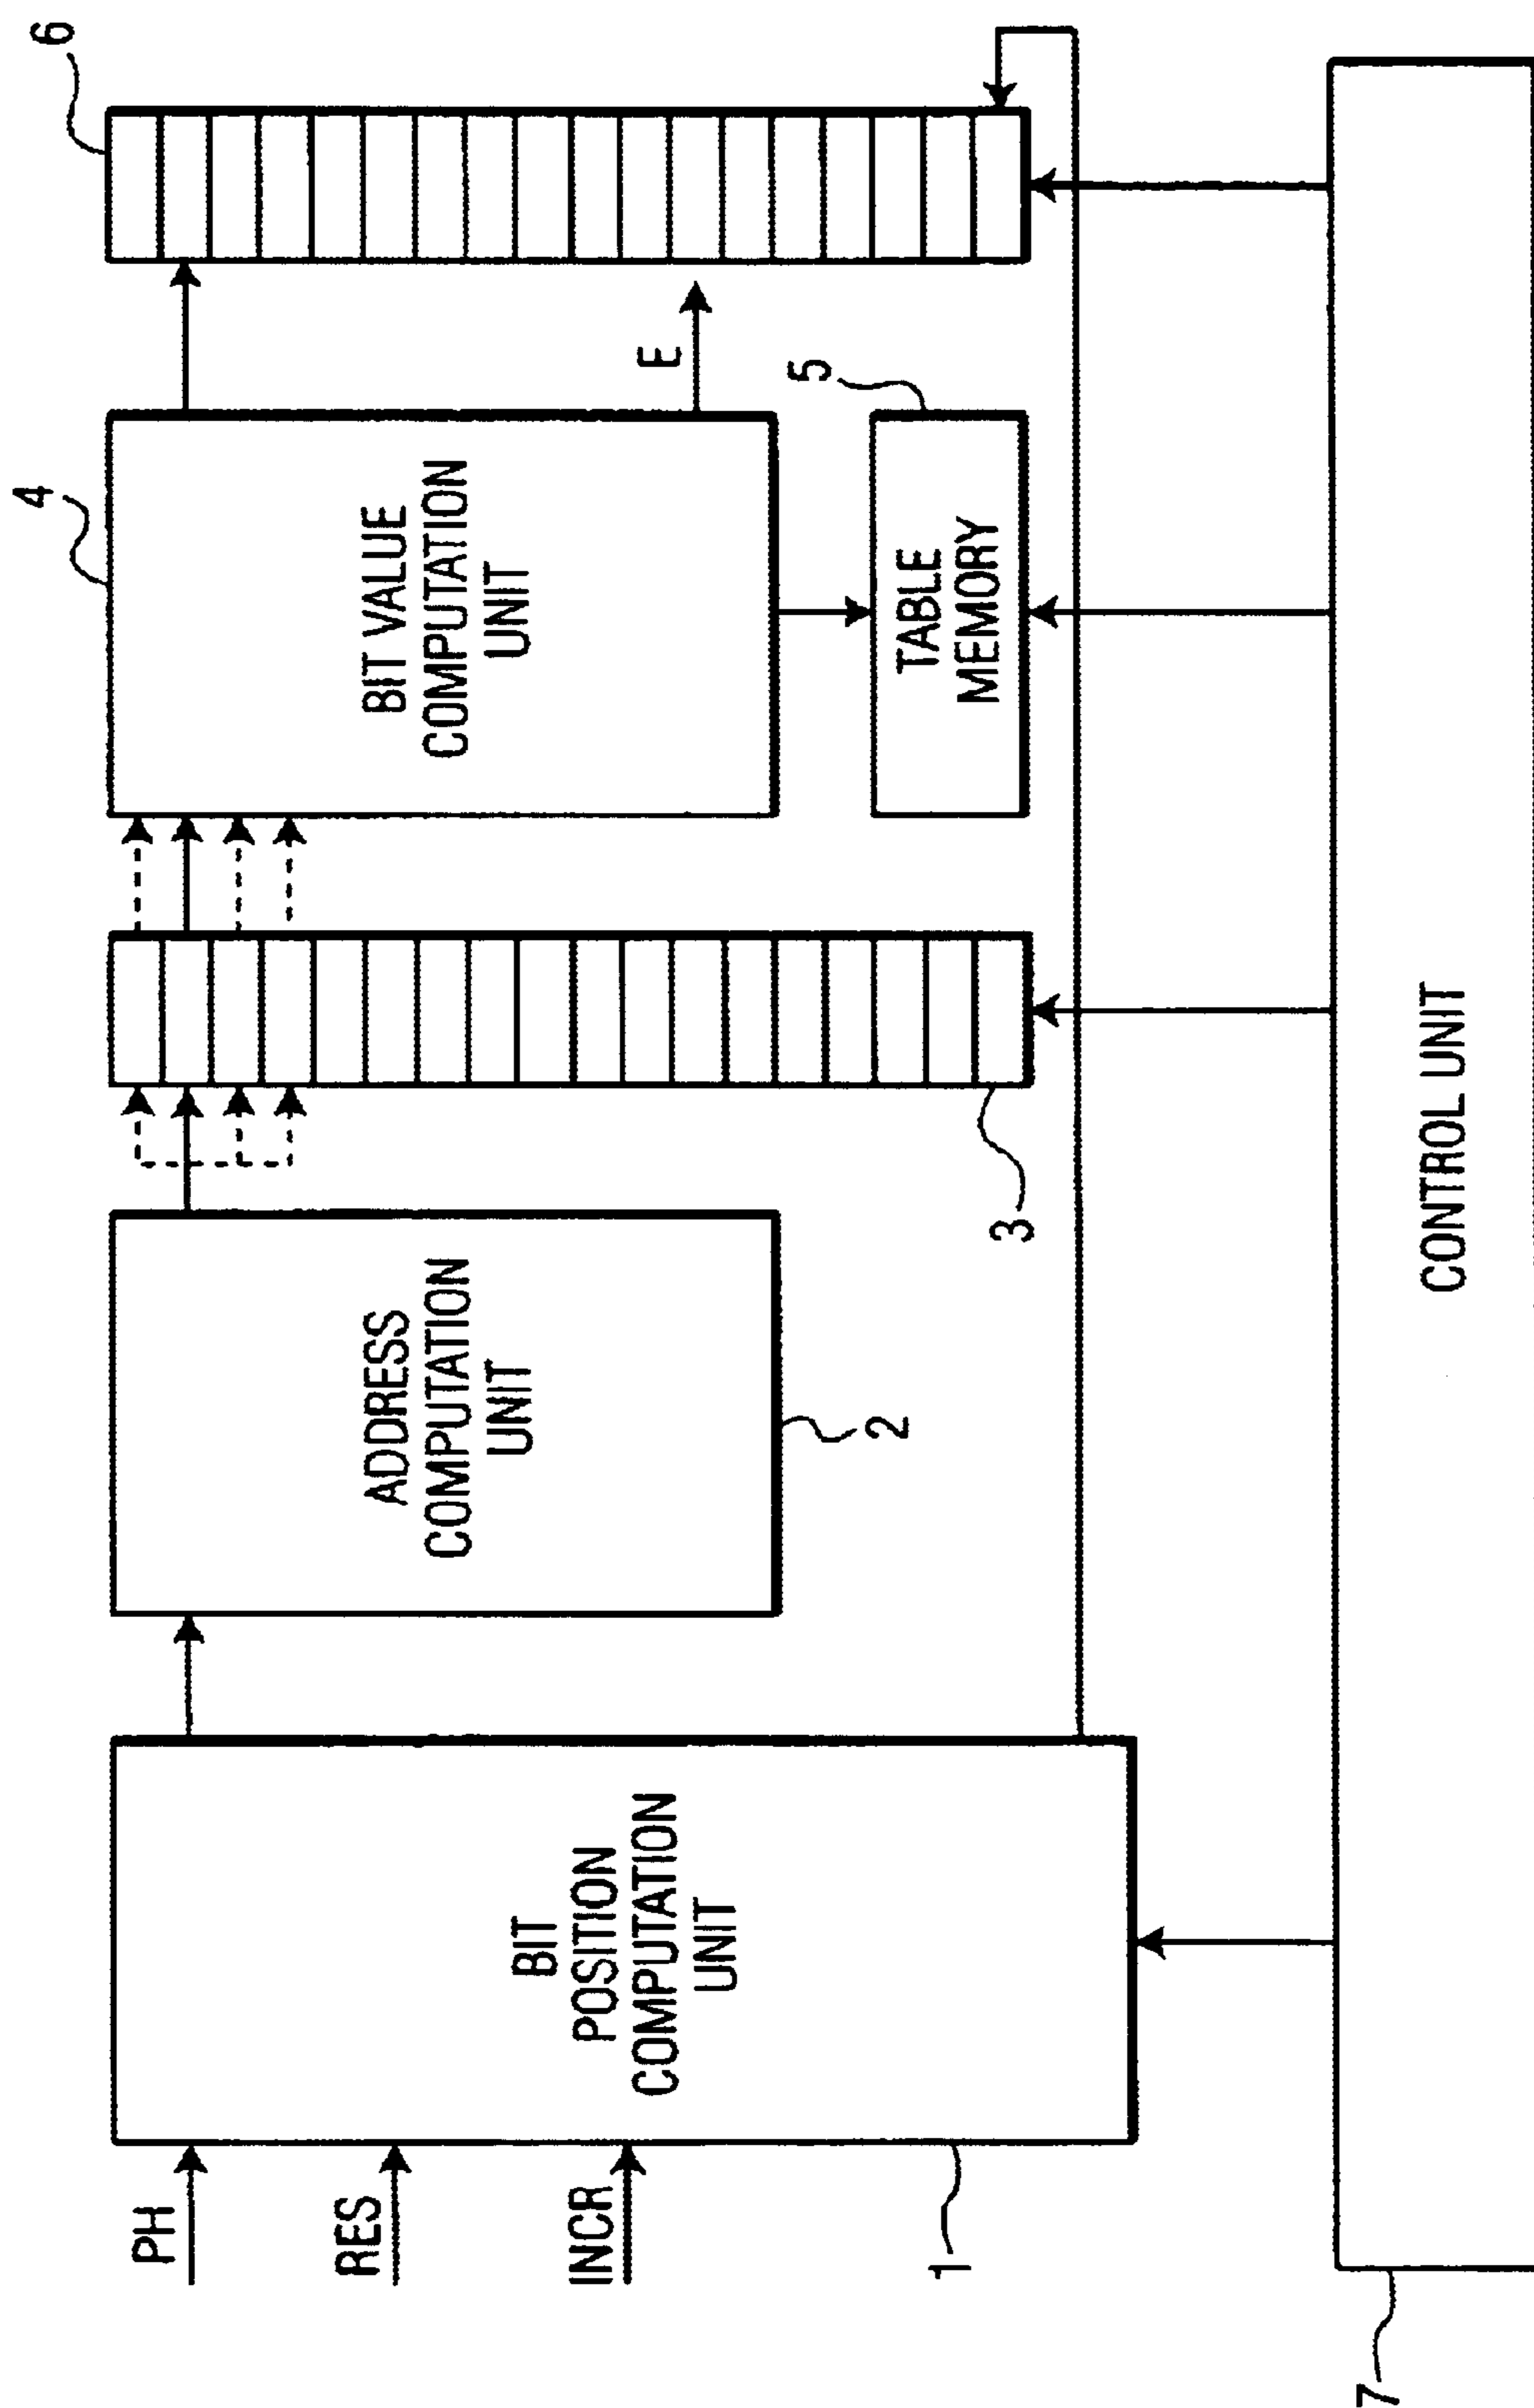 PH
RES
INCR
1
BIT
POSITION
COMPUTATION
UNIT
ADDRESS
COMPUTATION
UNIT
2
3
4
BIT VALUE
COMPUTATION
UNIT
E
5
TABLE
MEMORY
6
7
CONTROL UNIT